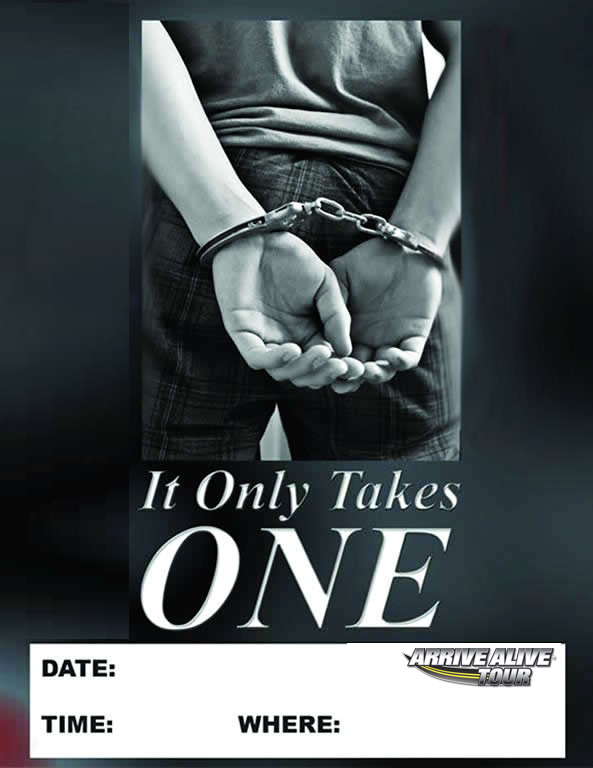 It Only Takes
ONE
DATE:
ARRIVE ALIVE
TOUR
TIME: WHERE: